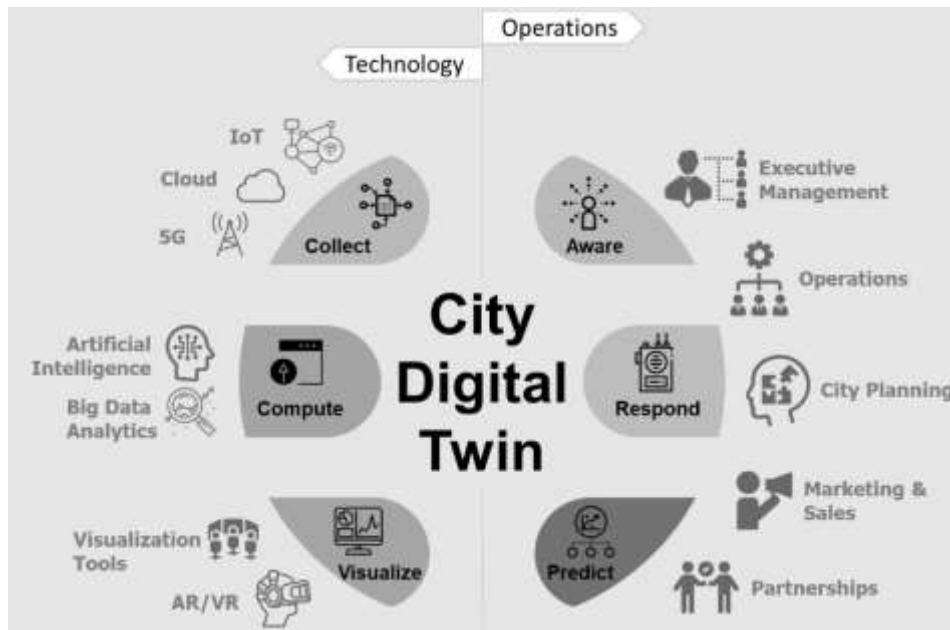 Operations
Technology
IoT
Cloud
5G
Collect
Aware
Executive
Management
Operations
Artificial
Intelligence
Big Data
Analytics
Compute
City
Digital
Twin
Respond
City Planning
Visualization
Tools
AR/VR
Visualize
Predict
Marketing &
Sales
Partnerships